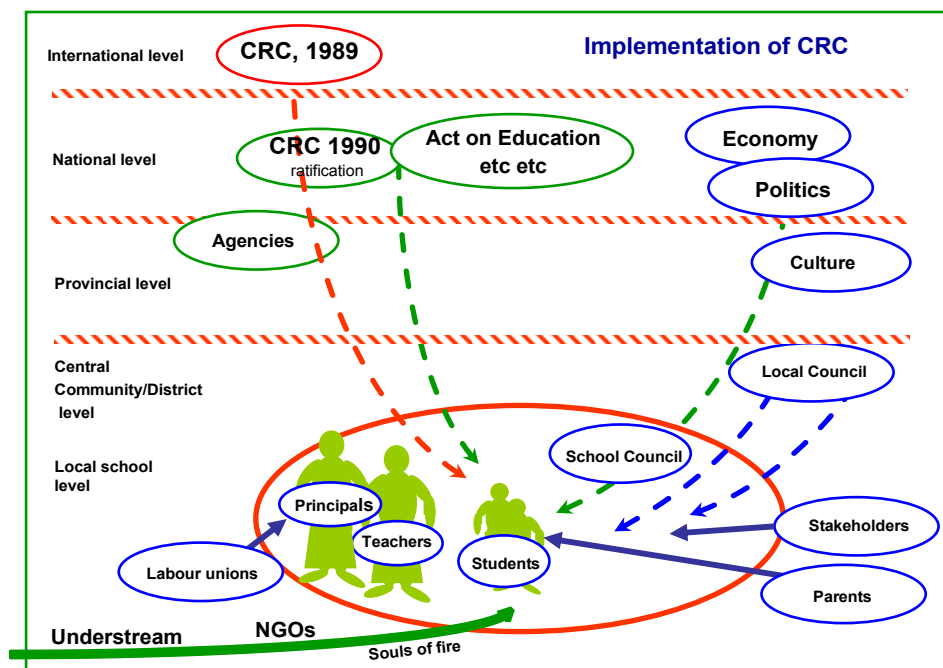 Implementation of CRC
International level
CRC, 1989
National level
CRC 1990
ratification
Act on Education
etc etc
Economy
Politics
Agencies
Provincial level
Culture
Central
Community/District
level
Local Council
Local school
level
School Council
Principals
Teachers
Students
Stakeholders
Labour unions
Parents
Understream
NGOs
Souls of fire